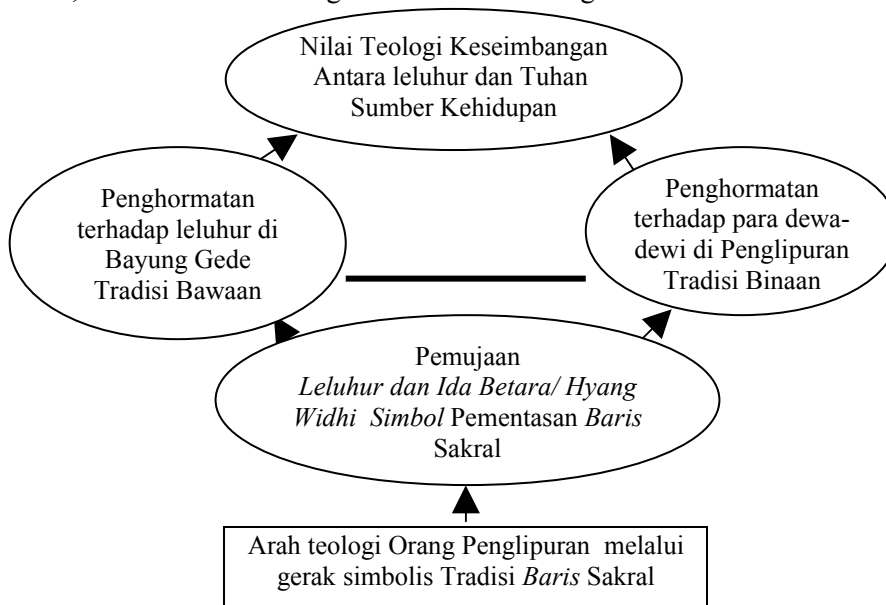 Nilai Teologi Keseimbangan
Antara leluhur dan Tuhan
Sumber Kehidupan
Penghormatan
terhadap leluhur di
Bayung Gede
Tradisi Bawaan
Penghormatan
terhadap para dewa-
dewi di Penglipuran
Tradisi Binaan
Pemujaan
Leluhur dan Ida Betara/ Hyang
Widhi Simbol Pementasan Baris
Sakral
Arah teologi Orang Penglipuran melalui
gerak simbolis Tradisi Baris Sakral